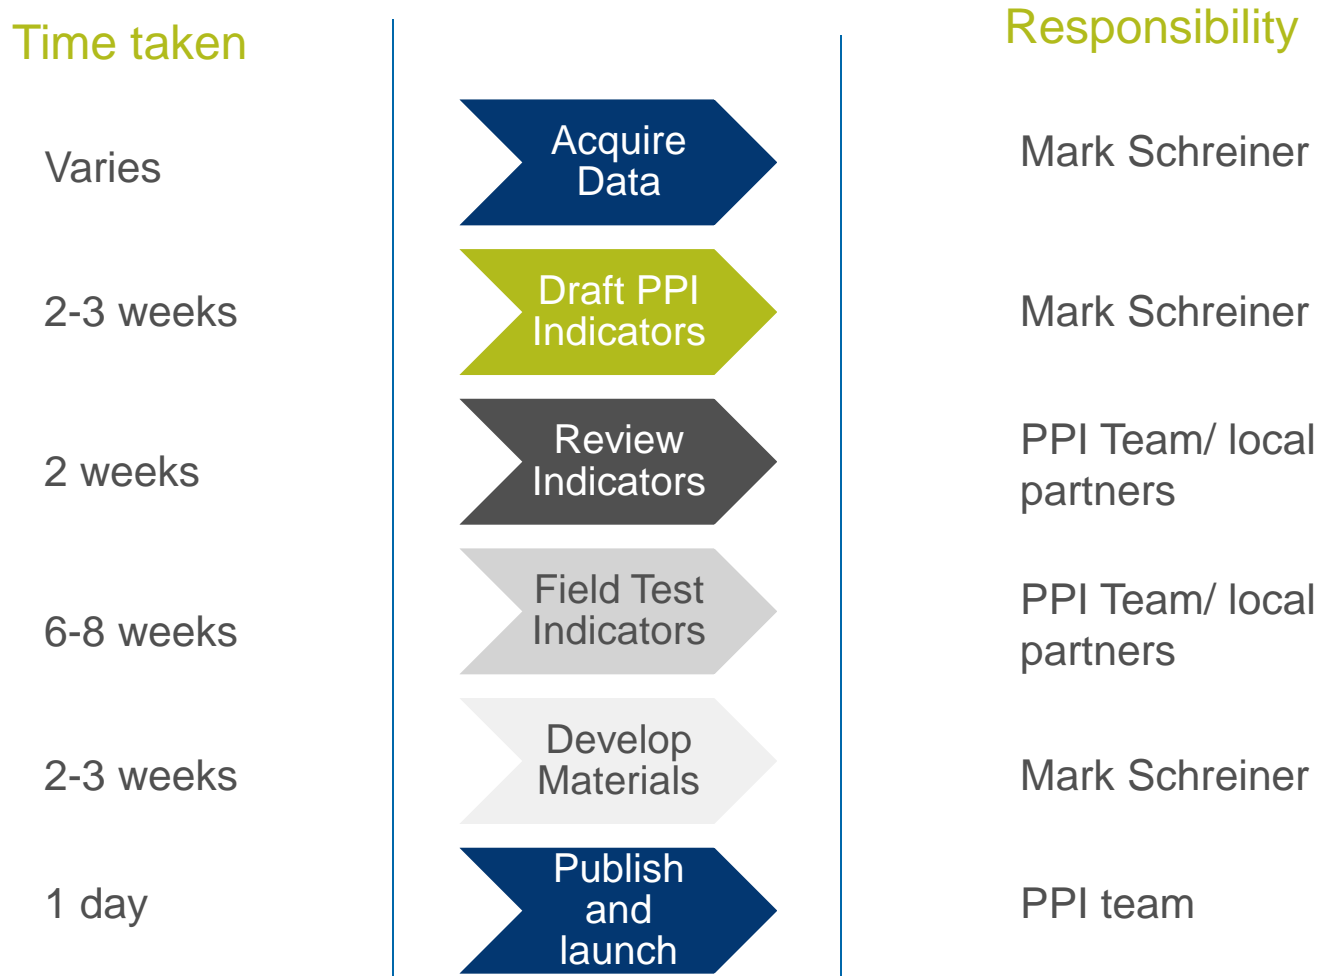 Time taken
Responsibility
Varies
Acquire
Data
Mark Schreiner
2-3 weeks
Draft PPI
Indicators
Mark Schreiner
2 weeks
Review
Indicators
PPI Team/ local
partners
6-8 weeks
Field Test
Indicators
PPI Team/ local
partners
2-3 weeks
Develop
Materials
Mark Schreiner
1 day
Publish
and
launch
PPI team